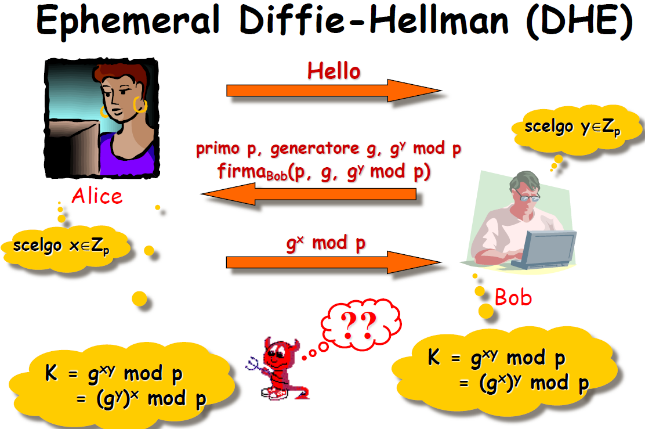 Ephemeral Diffie-Hellman (DHE)
Hello
scelgo y∈Zₚ
primo p, generatore g, gʸ mod p
firmaBob(p, g, gʸ mod p)
Alice
scelgo x∈Zₚ
gˣ mod p
Bob
??
K = gˣʸ mod p
= (gʸ)ˣ mod p
K = gˣʸ mod p
= (gˣ)ʸ mod p